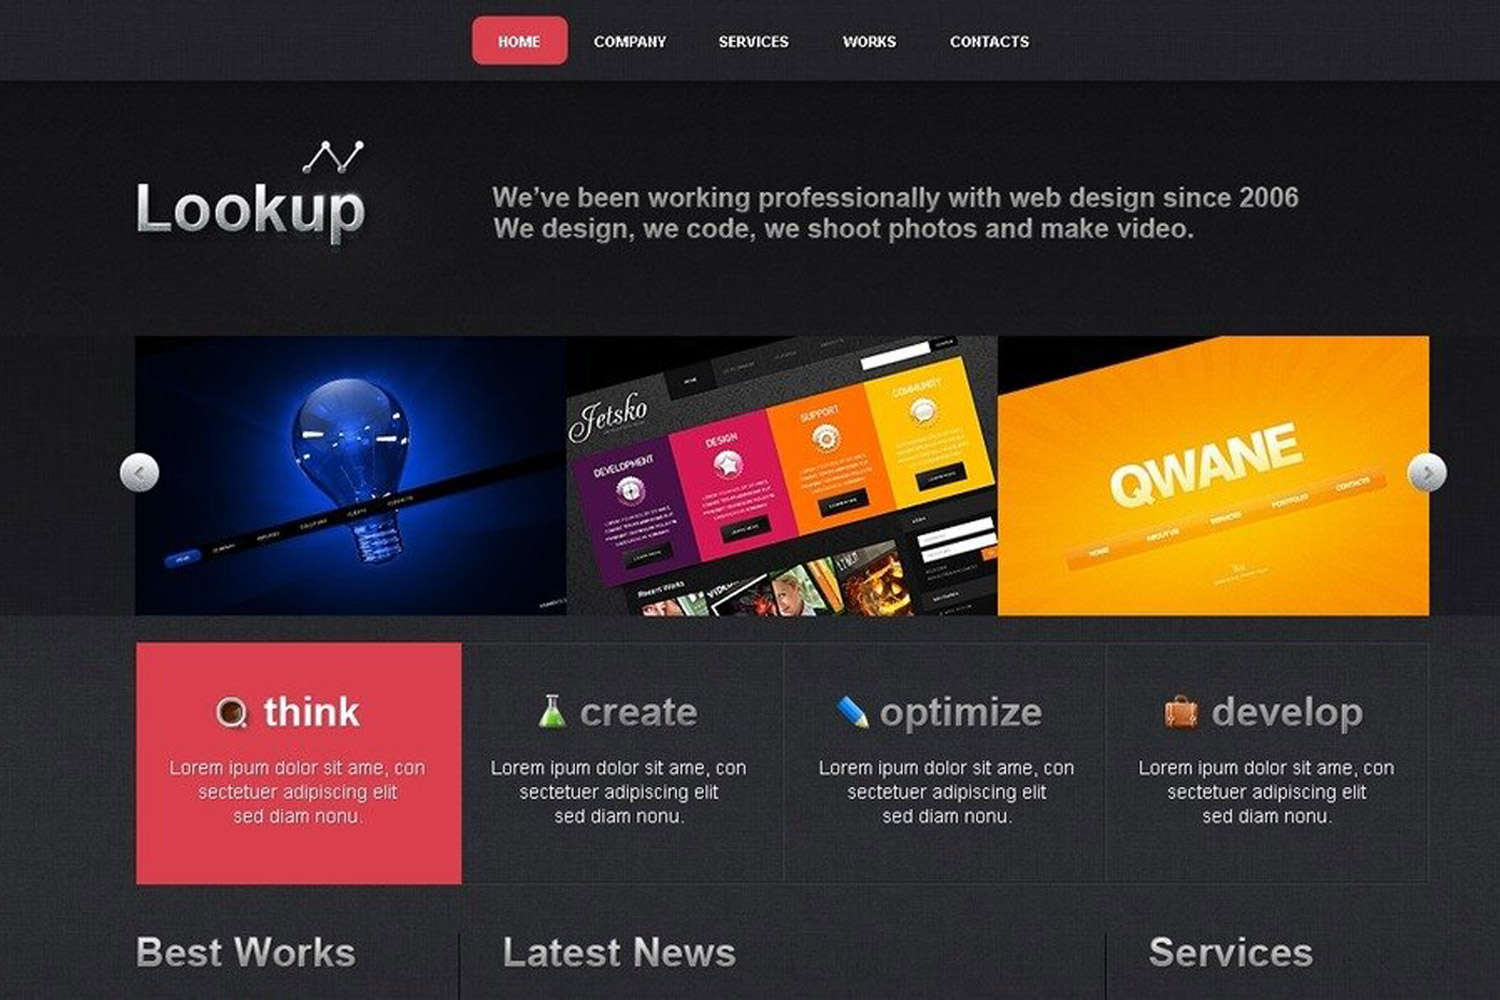 HOME
COMPANY
SERVICES
WORKS
CONTACTS
Lookup
We’ve been working professionally with web design since 2006
We design, we code, we shoot photos and make video.
Jetsko
DEVELOPMENT
DESIGN
SUPPORT
COMMUNITY
Recent Works
QWANE
HOME
ABOUT US
SERVICES
PORTFOLIO
CONTACTS
think
Lorem ipum dolor sit ame, con
sectetuer adipiscing elit
sed diam nonu.
create
Lorem ipum dolor sit ame, con
sectetuer adipiscing elit
sed diam nonu.
optimize
Lorem ipum dolor sit ame, con
sectetuer adipiscing elit
sed diam nonu.
develop
Lorem ipum dolor sit ame, con
sectetuer adipiscing elit
sed diam nonu.
Best Works
Latest News
Services